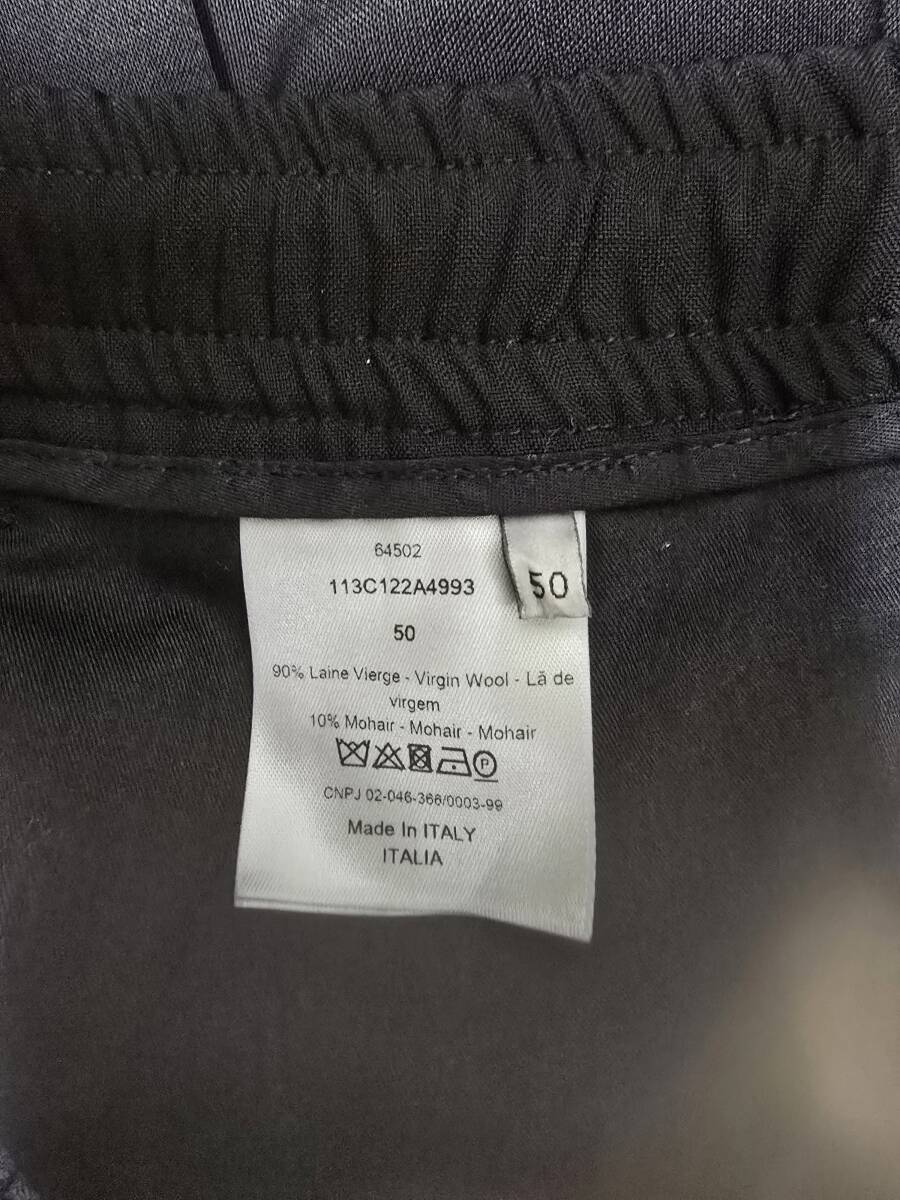 64502
113C122A4993
50
50
90% Laine Vierge - Virgin Wool - Lã de
virgem
10% Mohair - Mohair - Mohair
P
CNPJ 02-046-366/0003-99
Made In ITALY
ITALIA